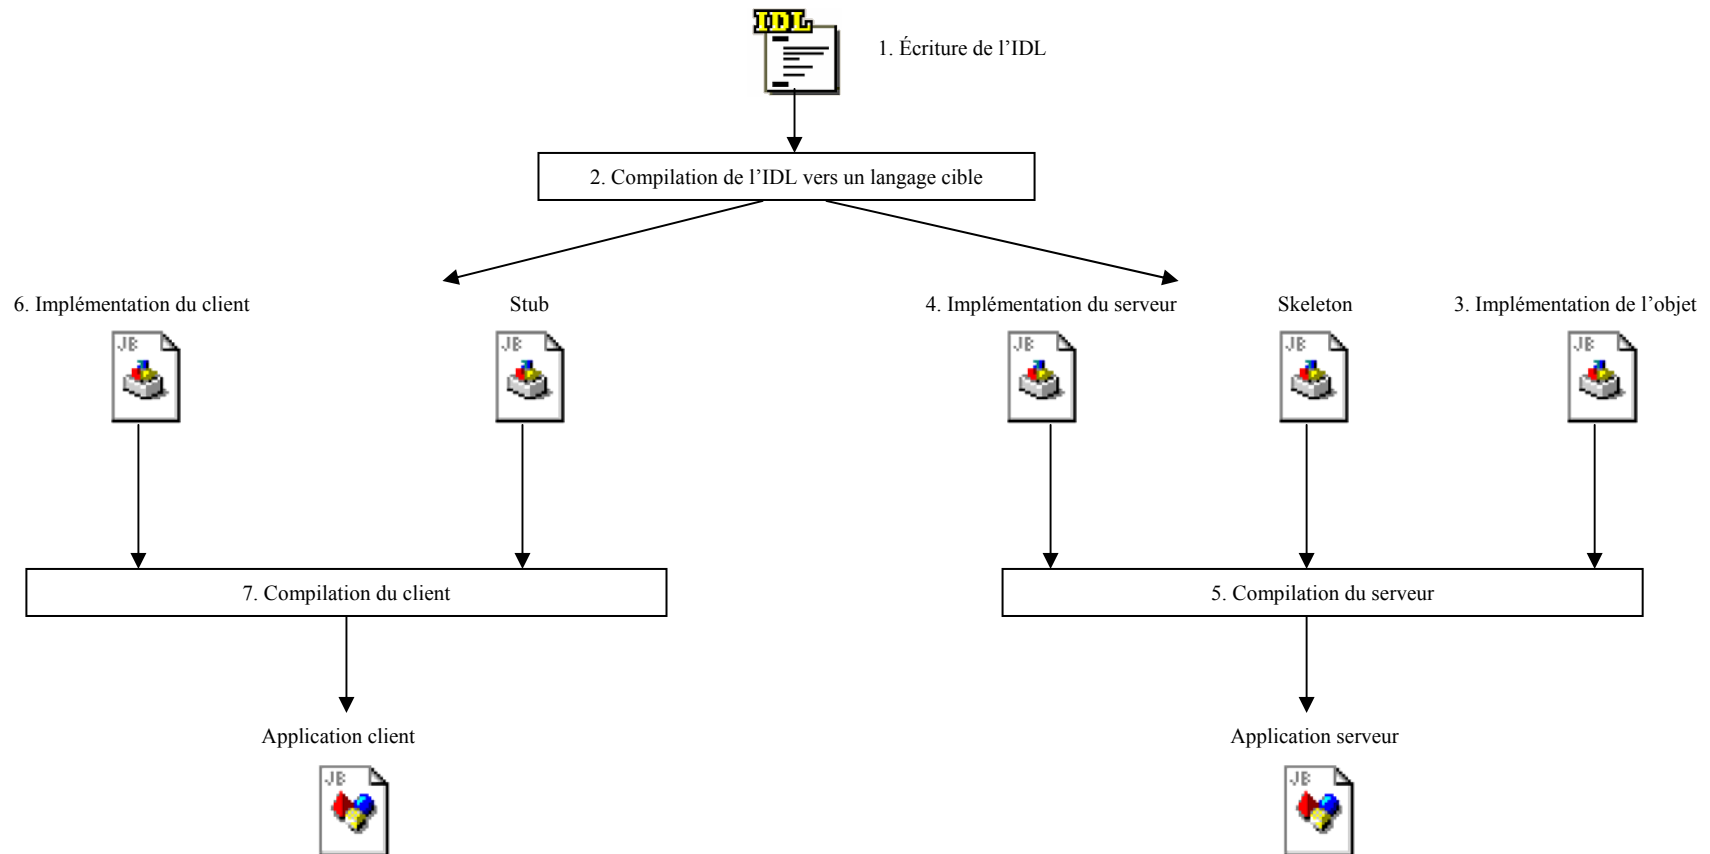 IDL
1. Écriture de l’IDL
2. Compilation de l’IDL vers un langage cible
6. Implémentation du client
Stub
4. Implémentation du serveur
Skeleton
3. Implémentation de l’objet
JB
JB
JB
JB
JB
7. Compilation du client
5. Compilation du serveur
Application client
Application serveur
JB
JB